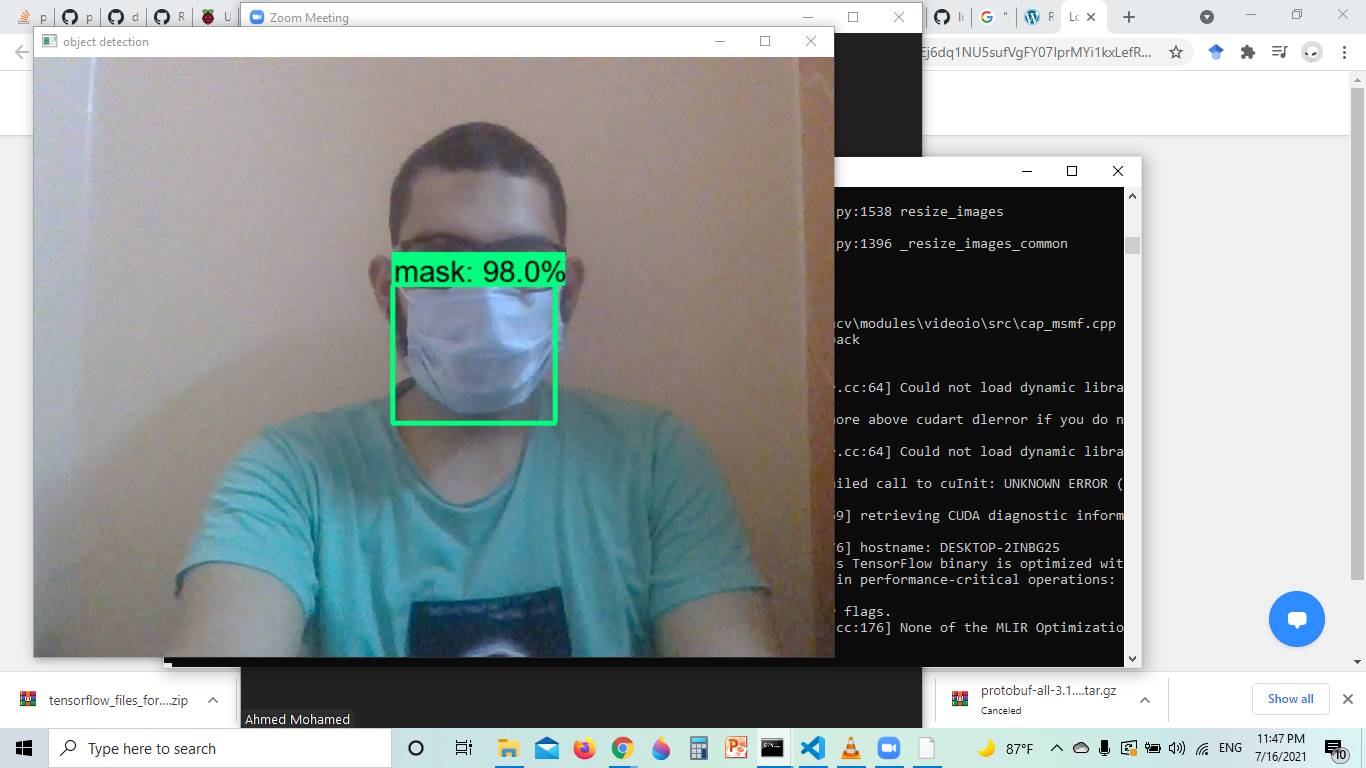 p
p
d
R
U
Zoom Meeting
R
object detection
Ej6dq1NU5sufVgFY07IprMYi1kxLefR...
mask: 98.0%
py:1538 resize_images
py:1396 _resize_images_common
cv\modules\videoio\src\cap_msmf.cpp
back
.cc:64] Could not load dynamic libra
ore above cudart dlerror if you do n
.cc:64] Could not load dynamic libra
iled call to cuInit: UNKNOWN ERROR (
9] retrieving CUDA diagnostic inform
6] hostname: DESKTOP-2INBG25
s TensorFlow binary is optimized wit
in performance-critical operations:
flags.
cc:176] None of the MLIR Optimizatio
tensorflow_files_for....zip
Ahmed Mohamed
protobuf-all-3.1....tar.gz
Canceled
Show all
Type here to search
87°F
ENG
11:47 PM
7/16/2021
10